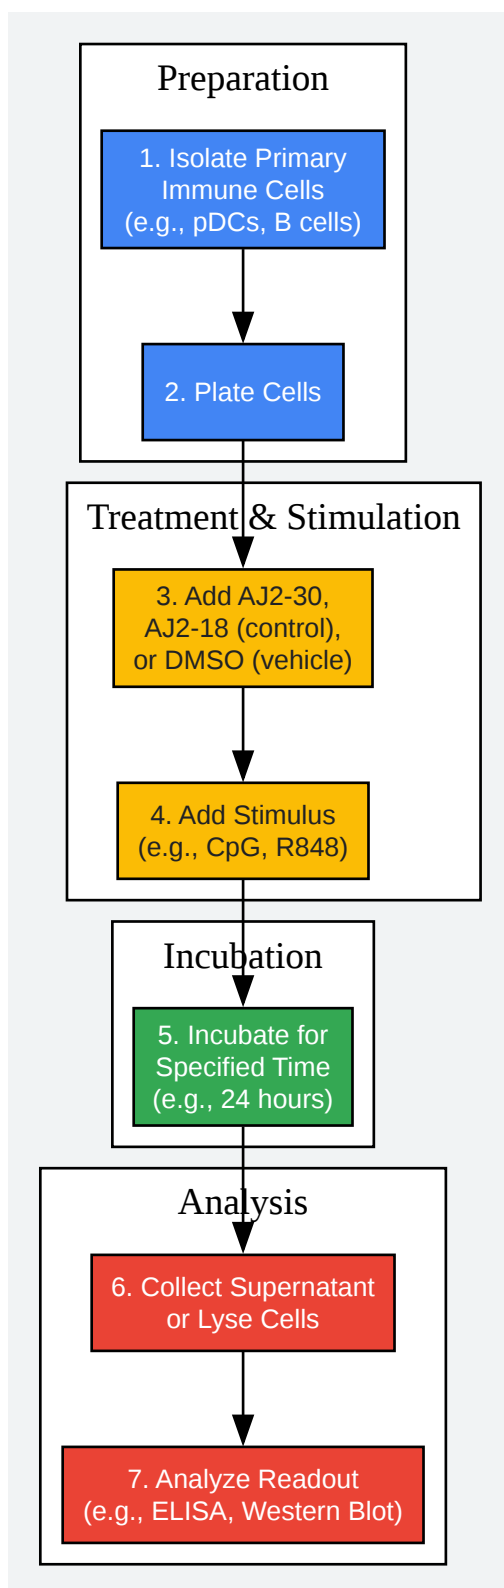 Preparation
1. Isolate Primary
Immune Cells
(e.g., pDCs, B cells)
2. Plate Cells
Treatment & Stimulation
3. Add AJ2-30,
AJ2-18 (control),
or DMSO (vehicle)
4. Add Stimulus
(e.g., CpG, R848)
Incubation
5. Incubate for
Specified Time
(e.g., 24 hours)
Analysis
6. Collect Supernatant
or Lyse Cells
7. Analyze Readout
(e.g., ELISA, Western Blot)